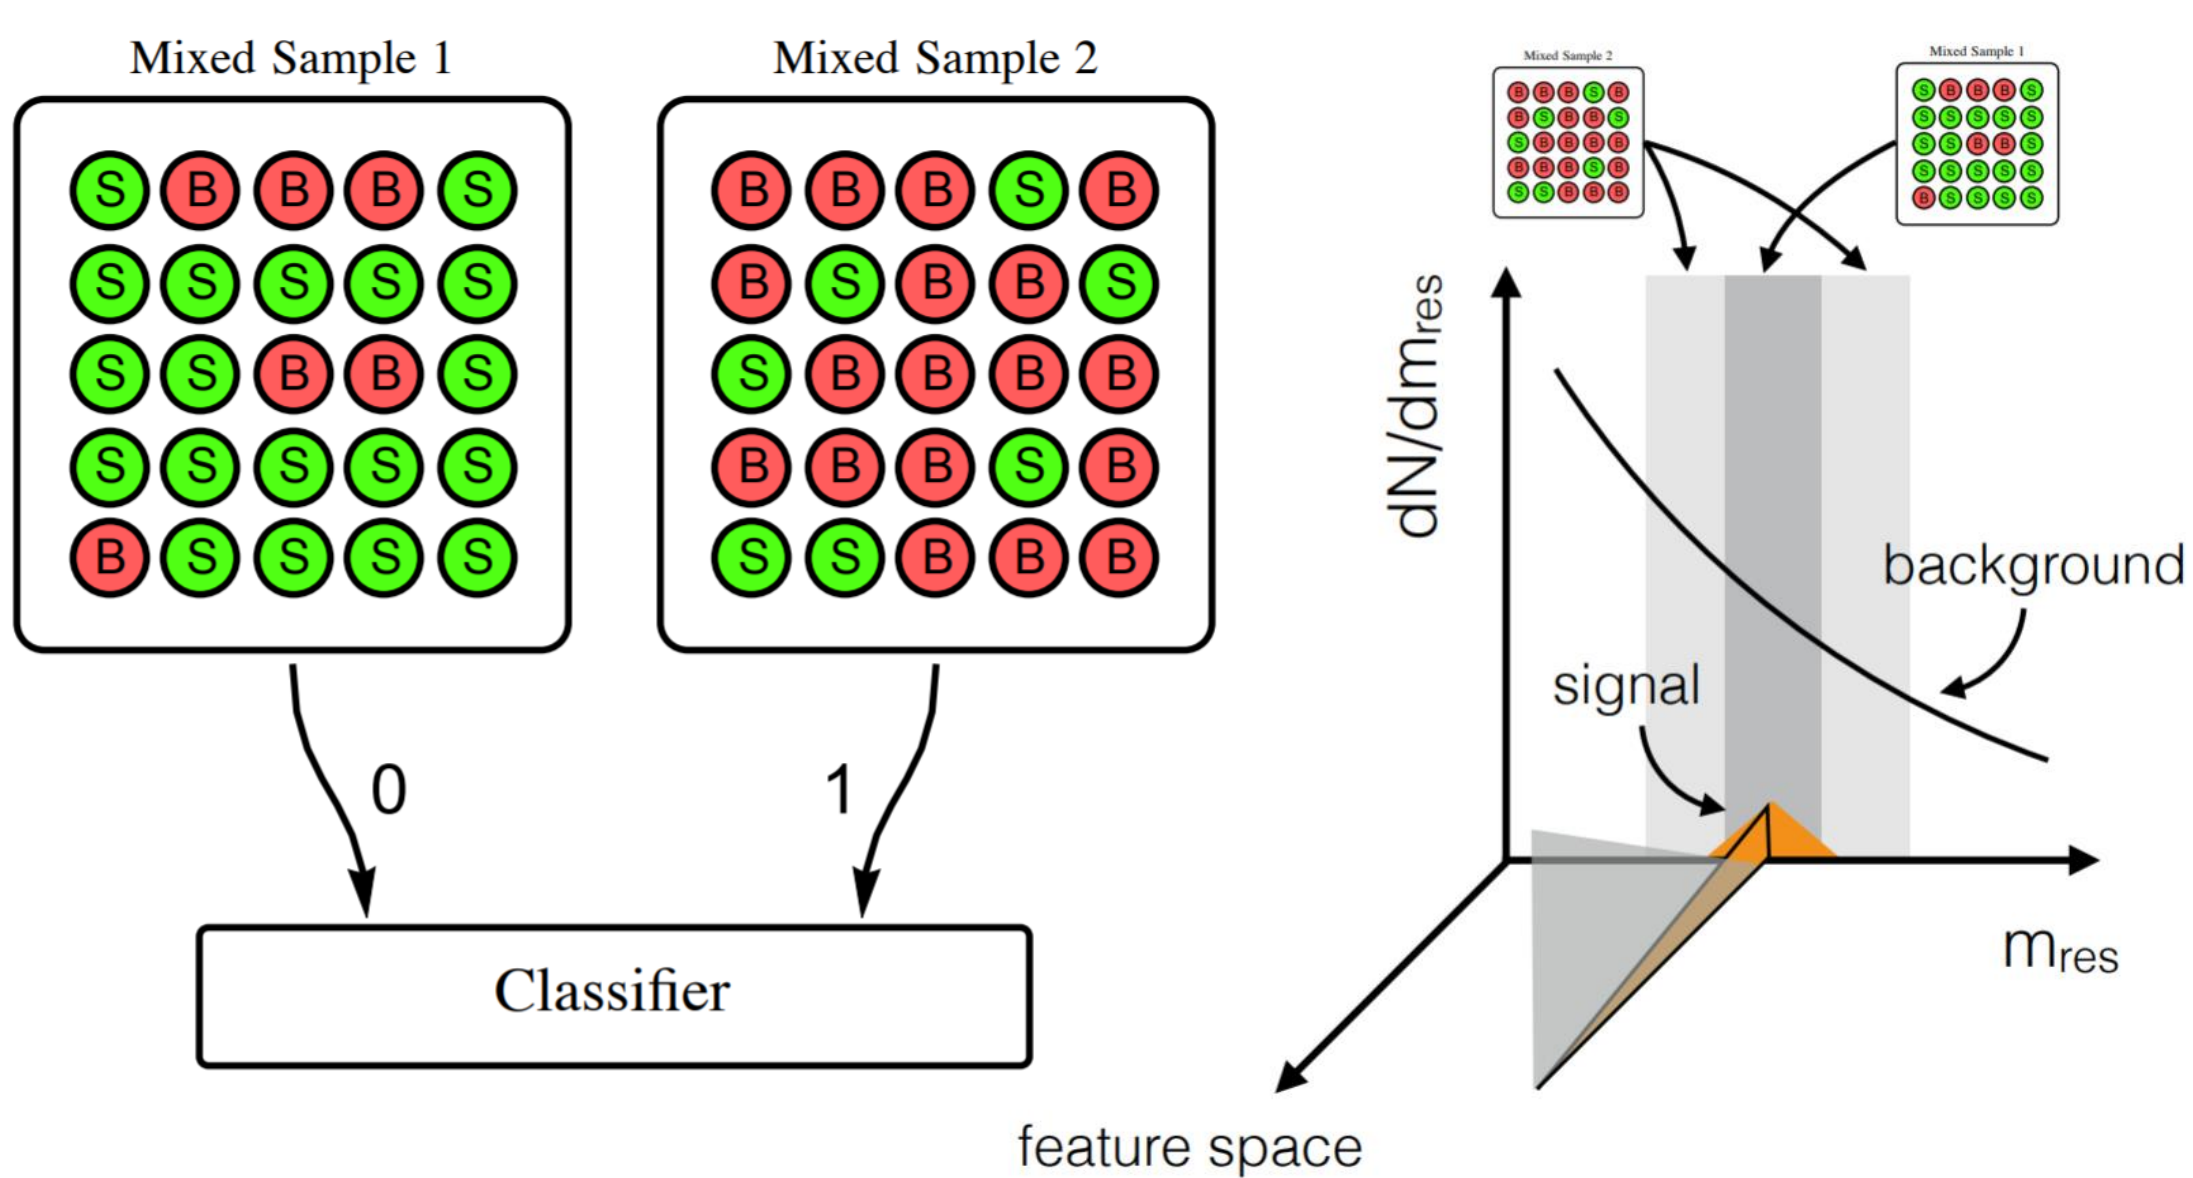 Mixed Sample 1
S B B B S
S S S S S
S S B B S
S S S S S
B S S S S
0
Mixed Sample 2
B B B S B
B S B B S
S B B B B
B B B S B
S S B B B
1
Classifier
Mixed Sample 2
B B B S B
B S B B S
S B B B B
B B B S B
S S B B B
Mixed Sample 1
S B B B S
S S S S S
S S B B S
S S S S S
B S S S S
dN/dmres
background
signal
mres
feature space